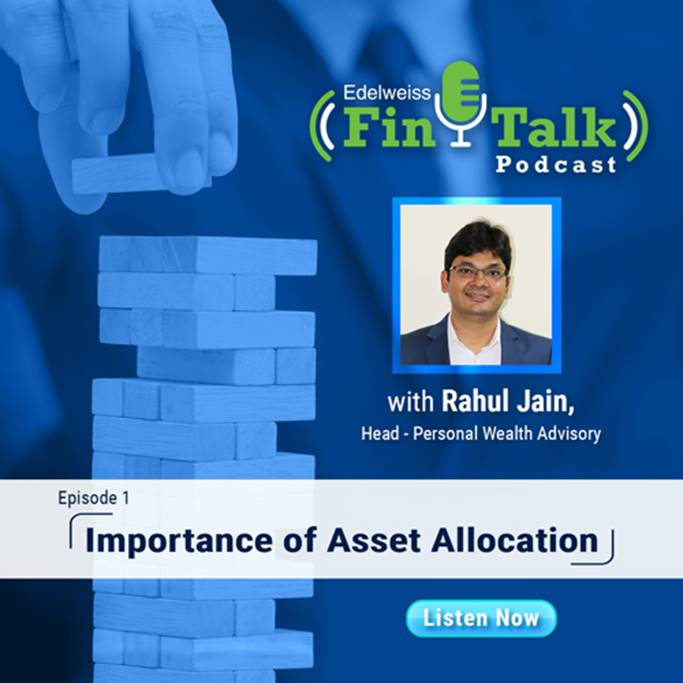 Edelweiss
Fin Talk
Podcast
with Rahul Jain,
Head - Personal Wealth Advisory
Episode 1
Importance of Asset Allocation
Listen Now